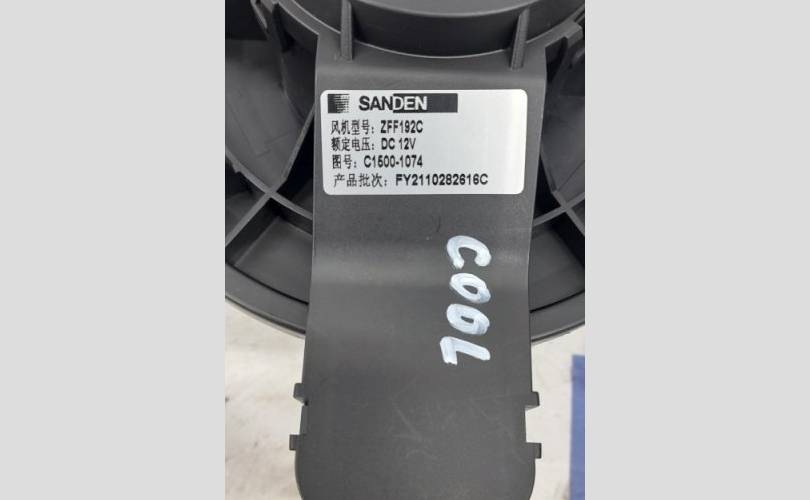 SANDEN
风机型号: ZFF192C
额定电压: DC 12V
图号: C1500-1074
产品批次: FY2110282616C
COOL